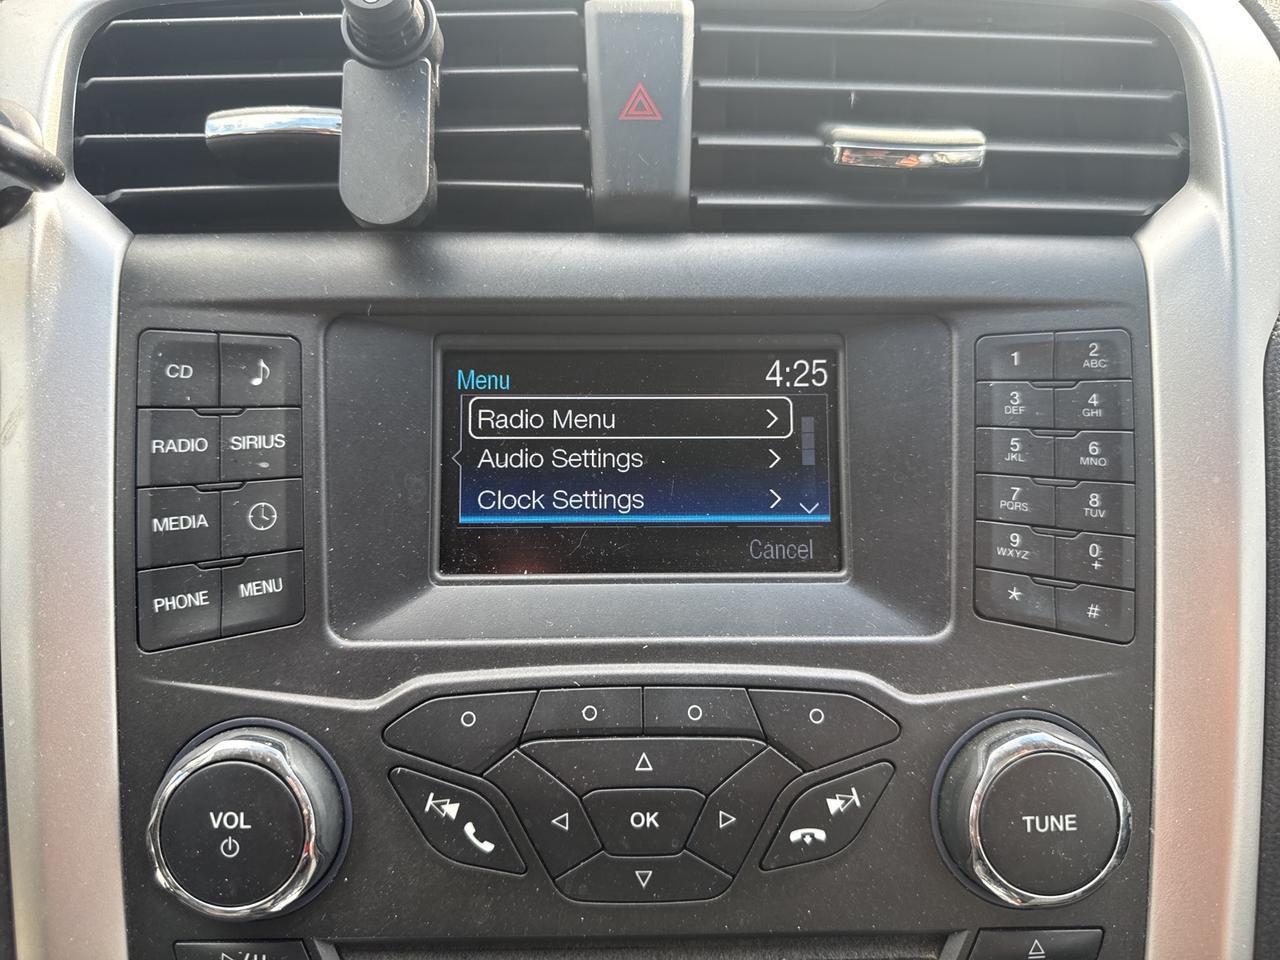 CD
RADIO
SIRIUS
MEDIA
PHONE
MENU
Menu
4:25
Radio Menu
Audio Settings
Clock Settings
Cancel
1
2
ABC
3
DEF
4
GHI
5
JKL
6
MNO
7
PQRS
8
TUV
9
WXYZ
0
+
*
#
VOL
OK
TUNE